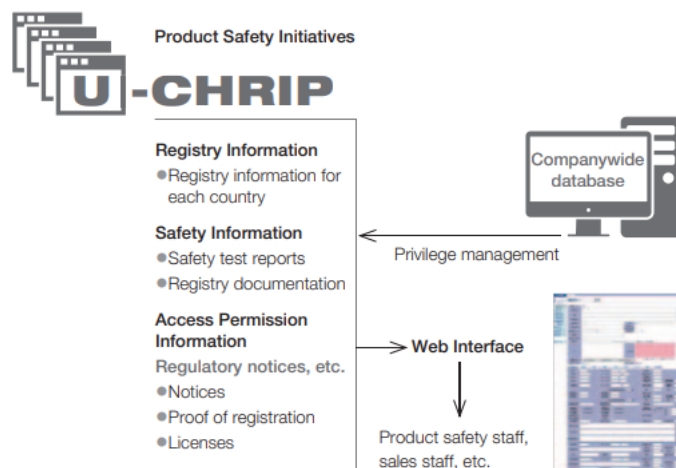 Product Safety Initiatives
U-CHRIP
Registry Information
●Registry information for
each country
Safety Information
●Safety test reports
●Registry documentation
Access Permission
Information
Regulatory notices, etc.
●Notices
●Proof of registration
●Licenses
Companywide
database
Privilege management
Web Interface
Product safety staff,
sales staff, etc.